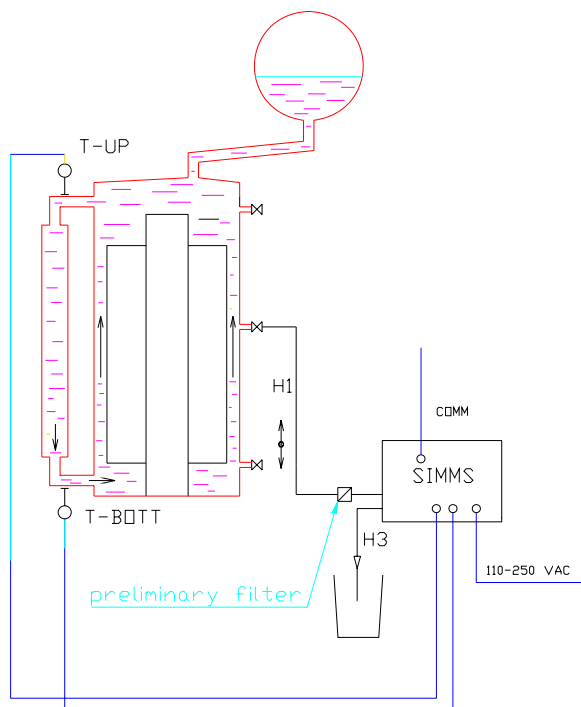 T-UP
H1
COMM
SIMMS
T-BOTT
H3
110-250 VAC
preliminary filter